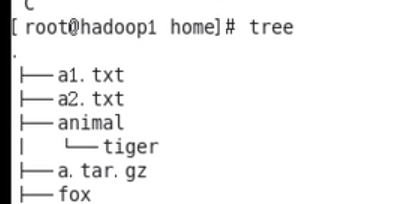 [root@hadoop1 home]# tree
.
├──a1.txt
├──a2.txt
├──animal
│   └──tiger
├──a.tar.gz
├──fox